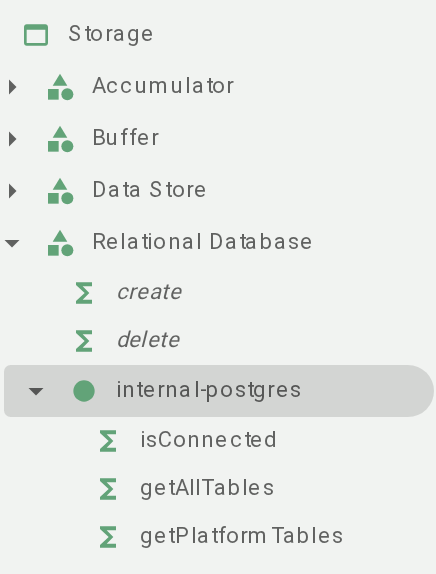 Storage
Accumulator
Buffer
Data Store
Relational Database
create
delete
internal-postgres
isConnected
getAllTables
getPlatformTables